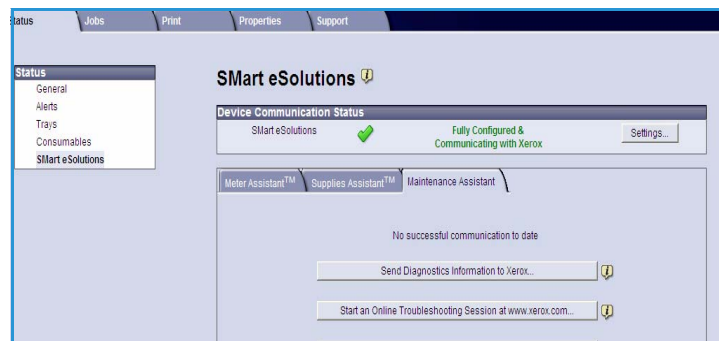 tatus Jobs Print Properties Support
Status
General
Alerts
Trays
Consumables
SMart eSolutions
SMart eSolutions
Device Communication Status
SMart eSolutions Fully Configured & Settings...
Communicating with Xerox
Meter Assistant™ Supplies Assistant™ Maintenance Assistant
No successful communication to date
Send Diagnostics Information to Xerox... i
Start an Online Troubleshooting Session at www.xerox.com... i